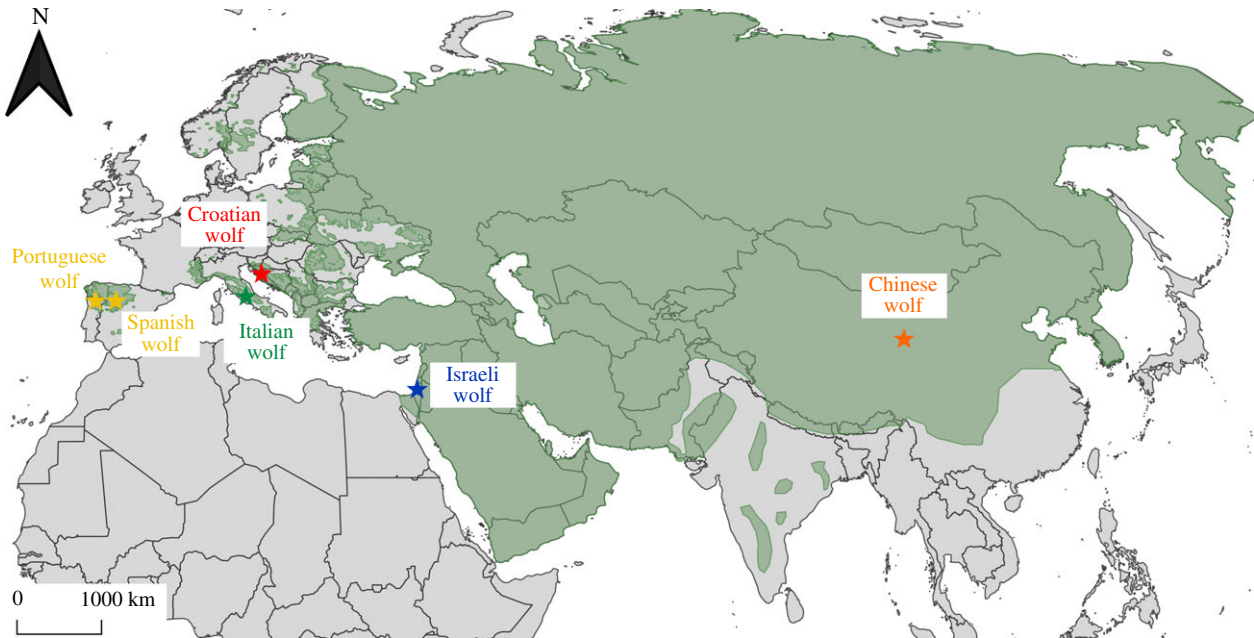 N
Croatian
wolf
Portuguese
wolf
Spanish
wolf
Italian
wolf
Israeli
wolf
Chinese
wolf
0 1000 km